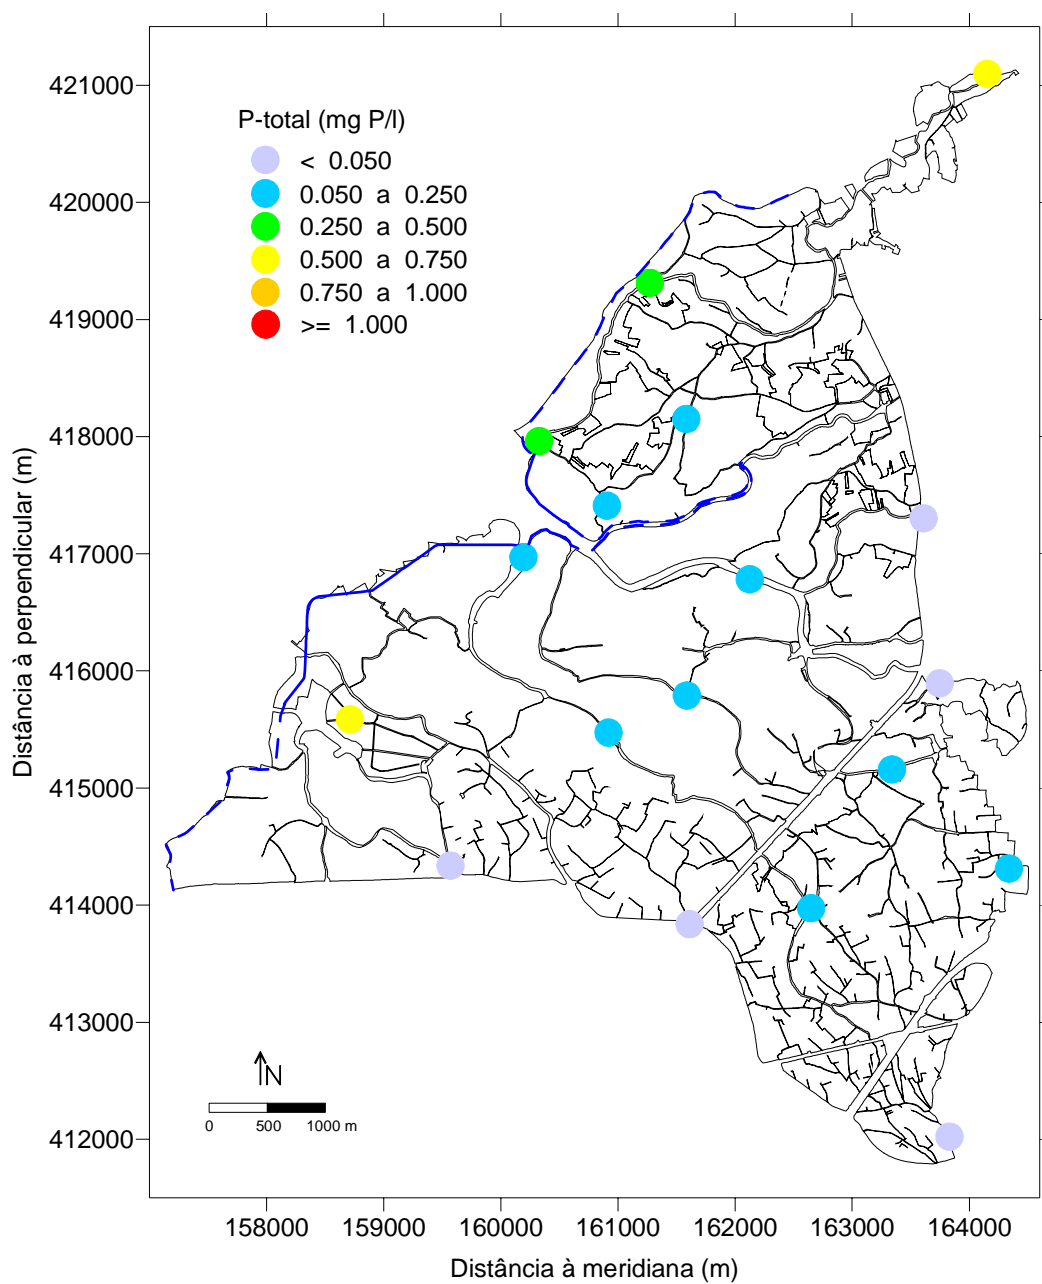 421000
420000
419000
418000
417000
416000
415000
414000
413000
412000
Distância à perpendicular (m)
P-total (mg P/l)
< 0.050
0.050 a 0.250
0.250 a 0.500
0.500 a 0.750
0.750 a 1.000
>= 1.000
N
0 500 1000 m
158000 159000 160000 161000 162000 163000 164000
Distância à meridiana (m)